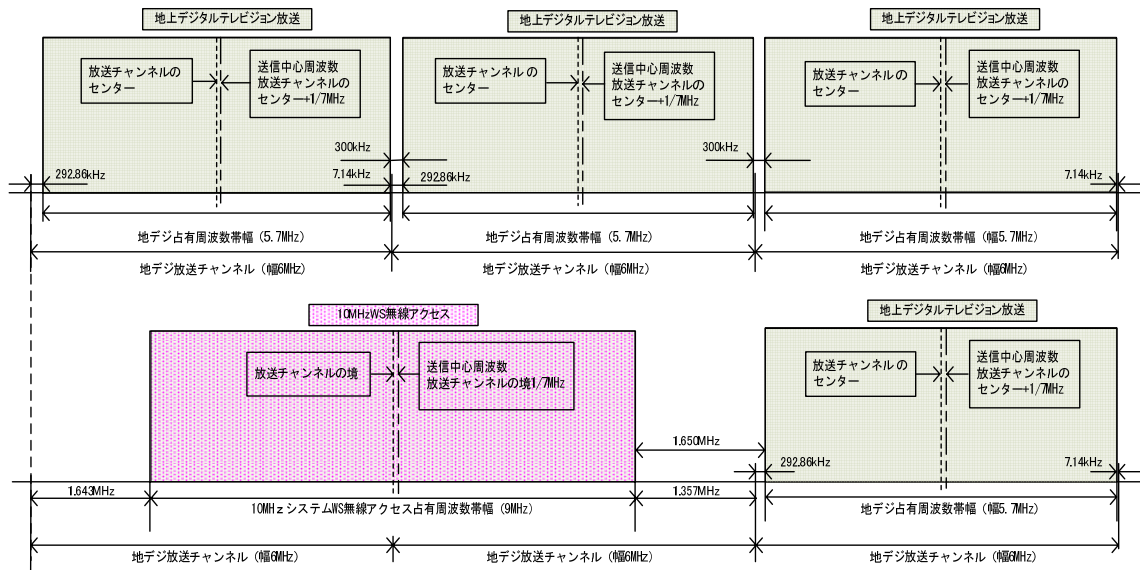 地上デジタルテレビジョン放送
地上デジタルテレビジョン放送
地上デジタルテレビジョン放送
放送チャンネルの
センター
送信中心周波数
放送チャンネルの
センター+1/7MHz
放送チャンネルの
センター
送信中心周波数
放送チャンネルの
センター+1/7MHz
放送チャンネルの
センター
送信中心周波数
放送チャンネルの
センター+1/7MHz
300kHz
300kHz
292.86kHz
7.14kHz
292.86kHz
7.14kHz
地デジ占有周波数帯幅（5.7MHz）
地デジ占有周波数帯幅（5.7MHz）
地デジ占有周波数帯幅（幅5.7MHz）
地デジ放送チャンネル（幅6MHz）
地デジ放送チャンネル（幅6MHz）
地デジ放送チャンネル（幅6MHz）
10MHzWS無線アクセス
地上デジタルテレビジョン放送
放送チャンネルの境
送信中心周波数
放送チャンネルの境1/7MHz
放送チャンネルの
センター
送信中心周波数
放送チャンネルの
センター+1/7MHz
1.650MHz
292.86kHz
7.14kHz
1.643MHz
1.357MHz
10MHzシステムWS無線アクセス占有周波数帯幅（9MHz）
地デジ占有周波数帯幅（幅5.7MHz）
地デジ放送チャンネル（幅6MHz）
地デジ放送チャンネル（幅6MHz）
地デジ放送チャンネル（幅6MHz）